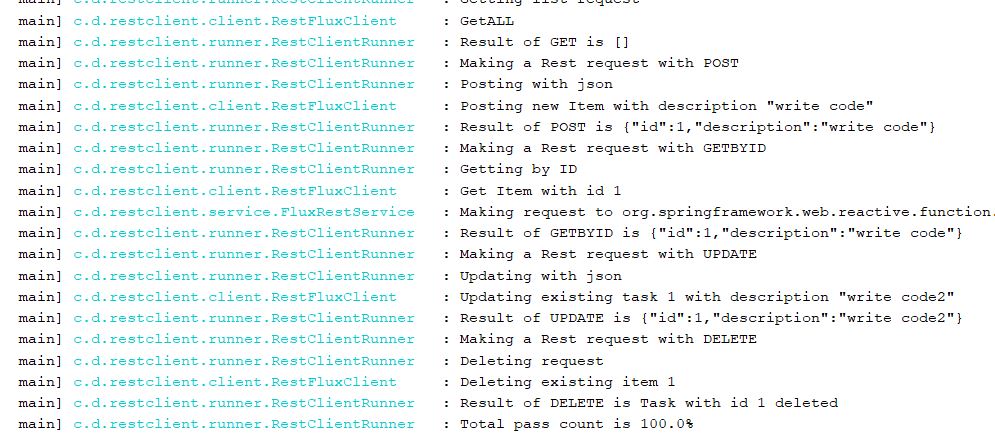 main] c.d.restclient.runner.RestClientRunner : Getting list request
main] c.d.restclient.client.RestFluxClient : GetALL
main] c.d.restclient.runner.RestClientRunner : Result of GET is []
main] c.d.restclient.runner.RestClientRunner : Making a Rest request with POST
main] c.d.restclient.runner.RestClientRunner : Posting with json
main] c.d.restclient.client.RestFluxClient : Posting new Item with description "write code"
main] c.d.restclient.runner.RestClientRunner : Result of POST is {"id":1,"description":"write code"}
main] c.d.restclient.runner.RestClientRunner : Making a Rest request with GETBYID
main] c.d.restclient.runner.RestClientRunner : Getting by ID
main] c.d.restclient.client.RestFluxClient : Get Item with id 1
main] c.d.restclient.service.FluxRestService : Making request to org.springframework.web.reactive.function.
main] c.d.restclient.runner.RestClientRunner : Result of GETBYID is {"id":1,"description":"write code"}
main] c.d.restclient.runner.RestClientRunner : Making a Rest request with UPDATE
main] c.d.restclient.runner.RestClientRunner : Updating with json
main] c.d.restclient.client.RestFluxClient : Updating existing task 1 with description "write code2"
main] c.d.restclient.runner.RestClientRunner : Result of UPDATE is {"id":1,"description":"write code2"}
main] c.d.restclient.runner.RestClientRunner : Making a Rest request with DELETE
main] c.d.restclient.runner.RestClientRunner : Deleting request
main] c.d.restclient.client.RestFluxClient : Deleting existing item 1
main] c.d.restclient.runner.RestClientRunner : Result of DELETE is Task with id 1 deleted
main] c.d.restclient.runner.RestClientRunner : Total pass count is 100.0%